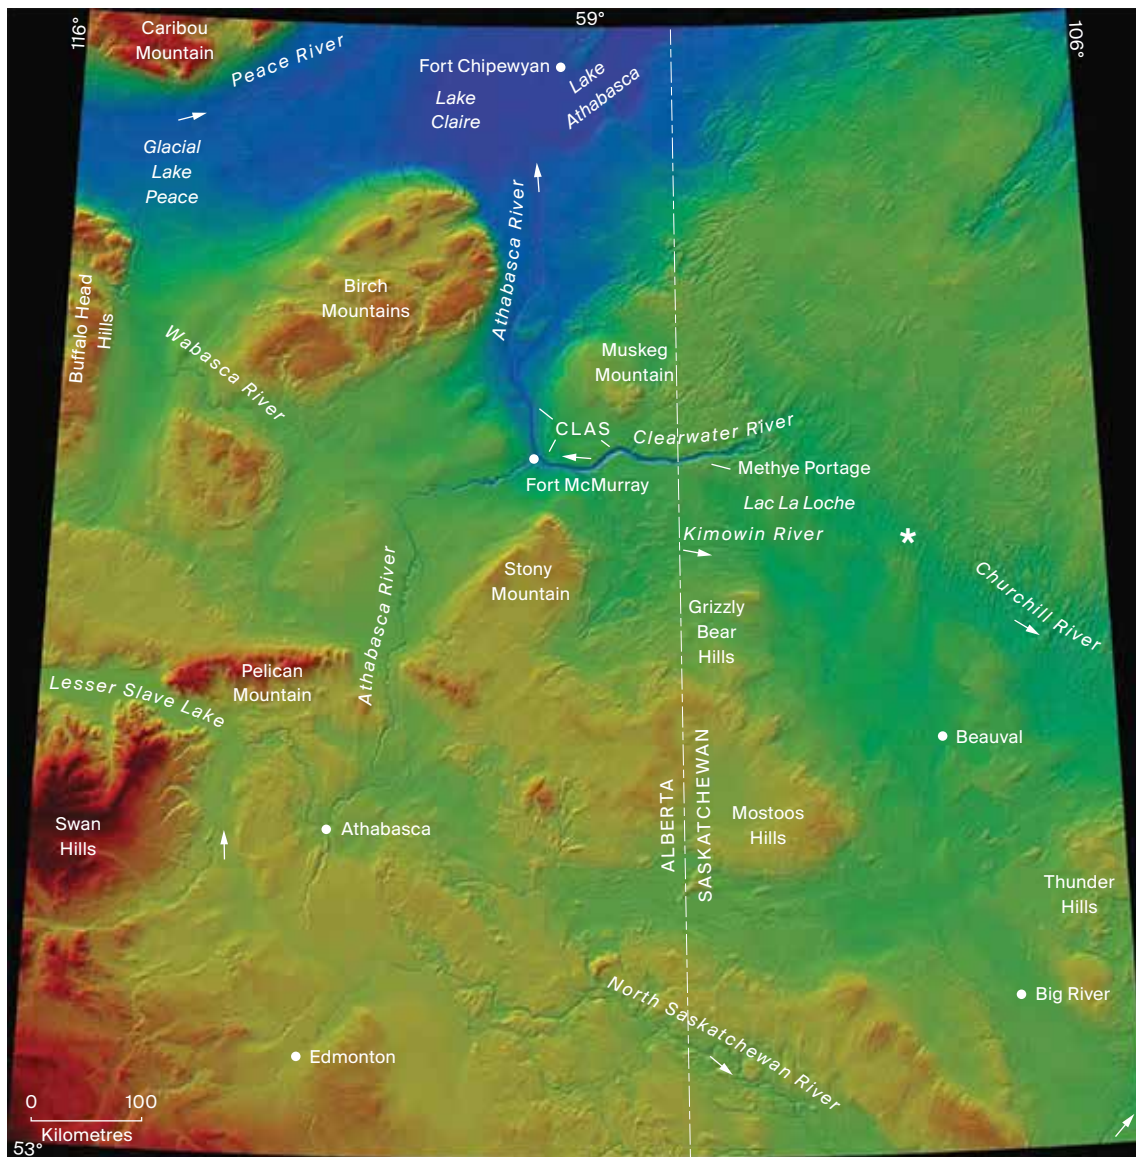 116°
59°
106°
Caribou
Mountain
Peace River
Fort Chipewyan
Lake
Athabasca
Lake
Claire
Glacial
Lake
Peace
Athabasca River
Birch
Mountains
Buffalo Head
Hills
Wabasca River
Muskeg
Mountain
CLAS
Clearwater River
Methye Portage
Fort McMurray
Lac La Loche
Kimowin River
*
Churchill River
Stony
Mountain
Athabasca River
Grizzly
Bear
Hills
Pelican
Mountain
Lesser Slave Lake
Beauval
ALBERTA
SASKATCHEWAN
Swan
Hills
Athabasca
Mostoos
Hills
Thunder
Hills
North Saskatchewan River
Big River
Edmonton
0 100
Kilometres
53°